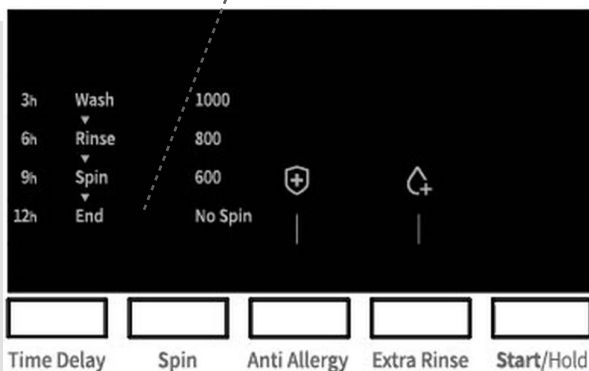 3h Wash 1000
6h Rinse 800
9h Spin 600
12h End No Spin
Time Delay Spin Anti Allergy Extra Rinse Start/Hold